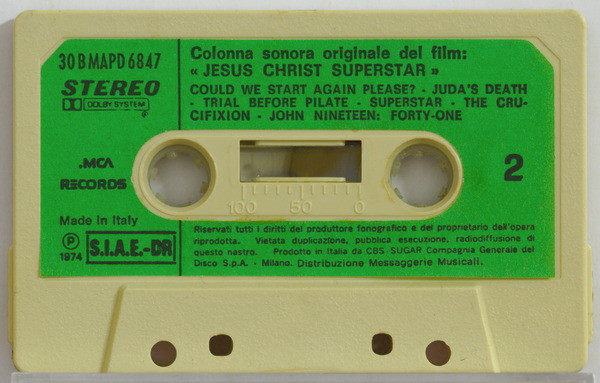 30 B MAPD 6847
STEREO
DOLBY SYSTEM
Colonna sonora originale del film:
« JESUS CHRIST SUPERSTAR »
COULD WE START AGAIN PLEASE? - JUDA'S DEATH
- TRIAL BEFORE PILATE - SUPERSTAR - THE CRU-
CIFIXION - JOHN NINETEEN: FORTY-ONE
.MCA
RECORDS
2
100 50 0
Made in Italy
P
1974
S.I.A.E.-DR
Riservati tutti i diritti del produttore fonografico e del proprietario dell'opera
riprodotta. Vietata duplicazione, pubblica esecuzione, radiodiffusione di
questo nastro. Prodotto in Italia da CBS-SUGAR Compagnia Generale del
Disco S.p.A. - Milano. Distribuzione Messaggerie Musicali.